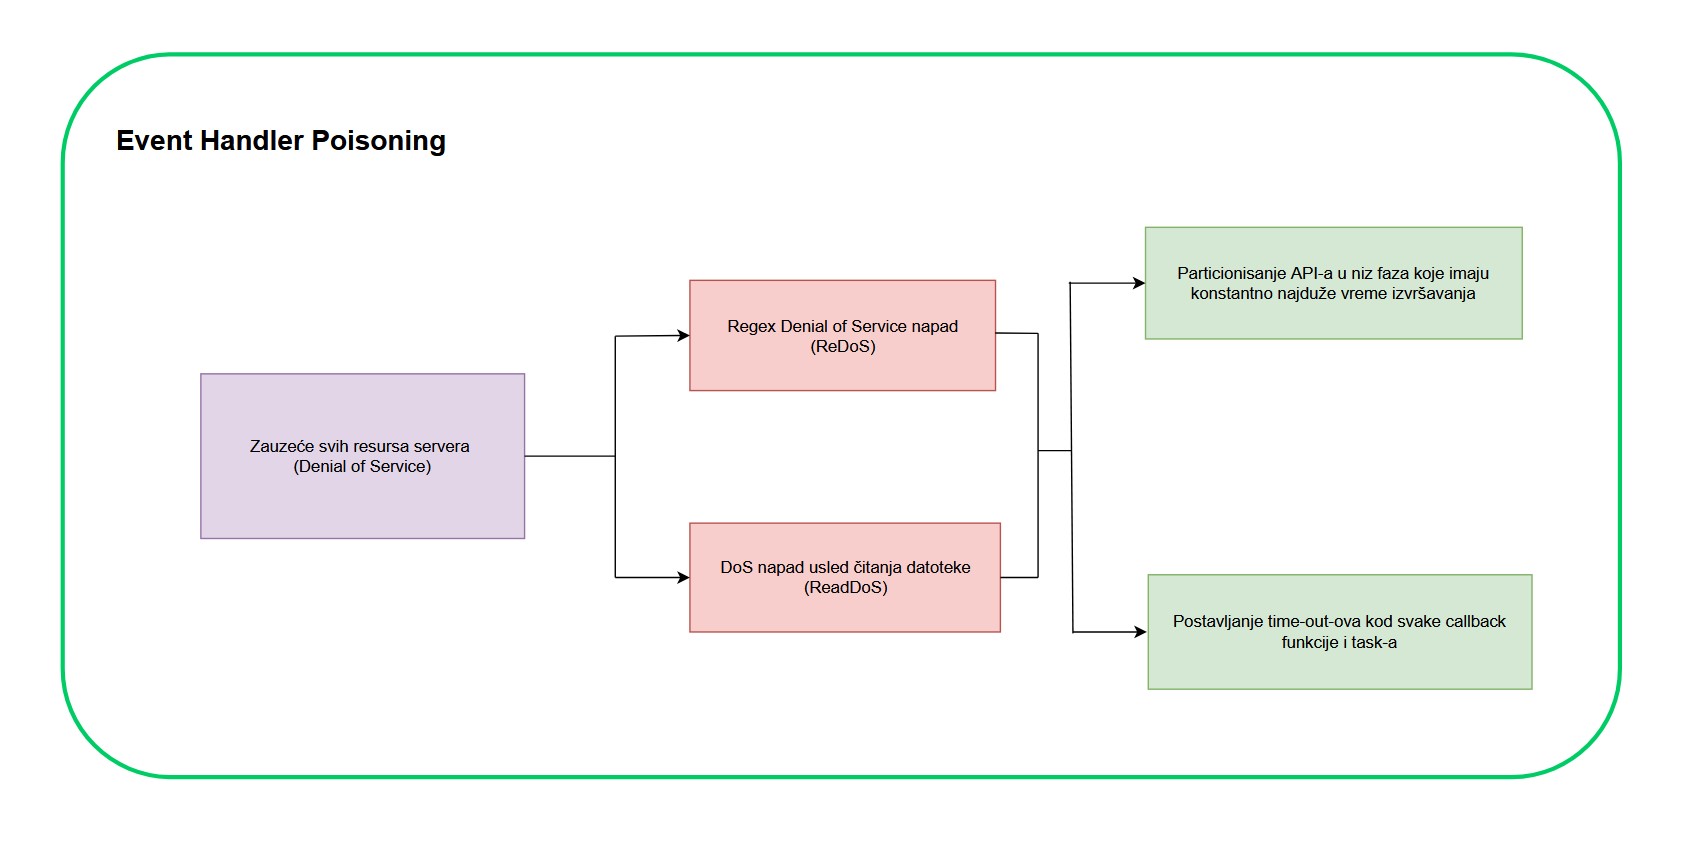 Event Handler Poisoning
Zauzeće svih resursa servera
(Denial of Service)
Regex Denial of Service napad
(ReDoS)
DoS napad usled čitanja datoteke
(ReadDoS)
Particionisanje API-a u niz faza koje imaju
konstantno najduže vreme izvršavanja
Postavljanje time-out-ova kod svake callback
funkcije i task-a